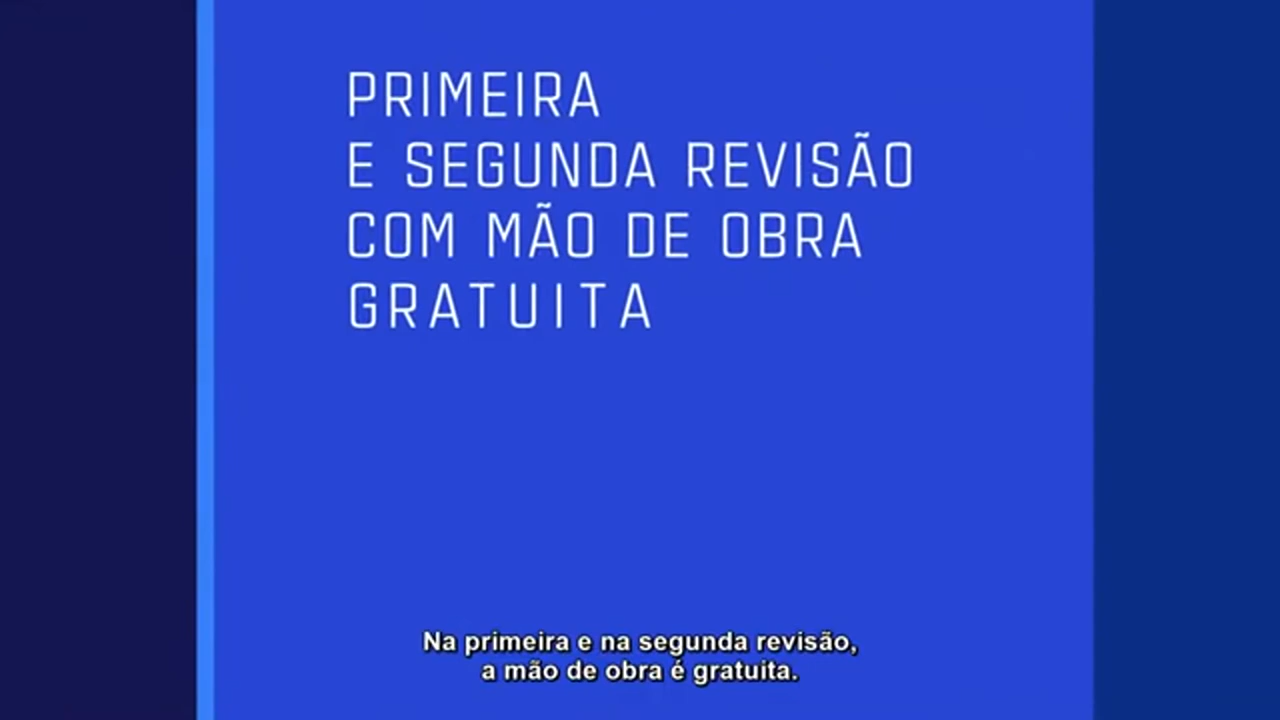 PRIMEIRA
E SEGUNDA REVISÃO
COM MÃO DE OBRA
GRATUITA
Na primeira e na segunda revisão,
a mão de obra é gratuita.